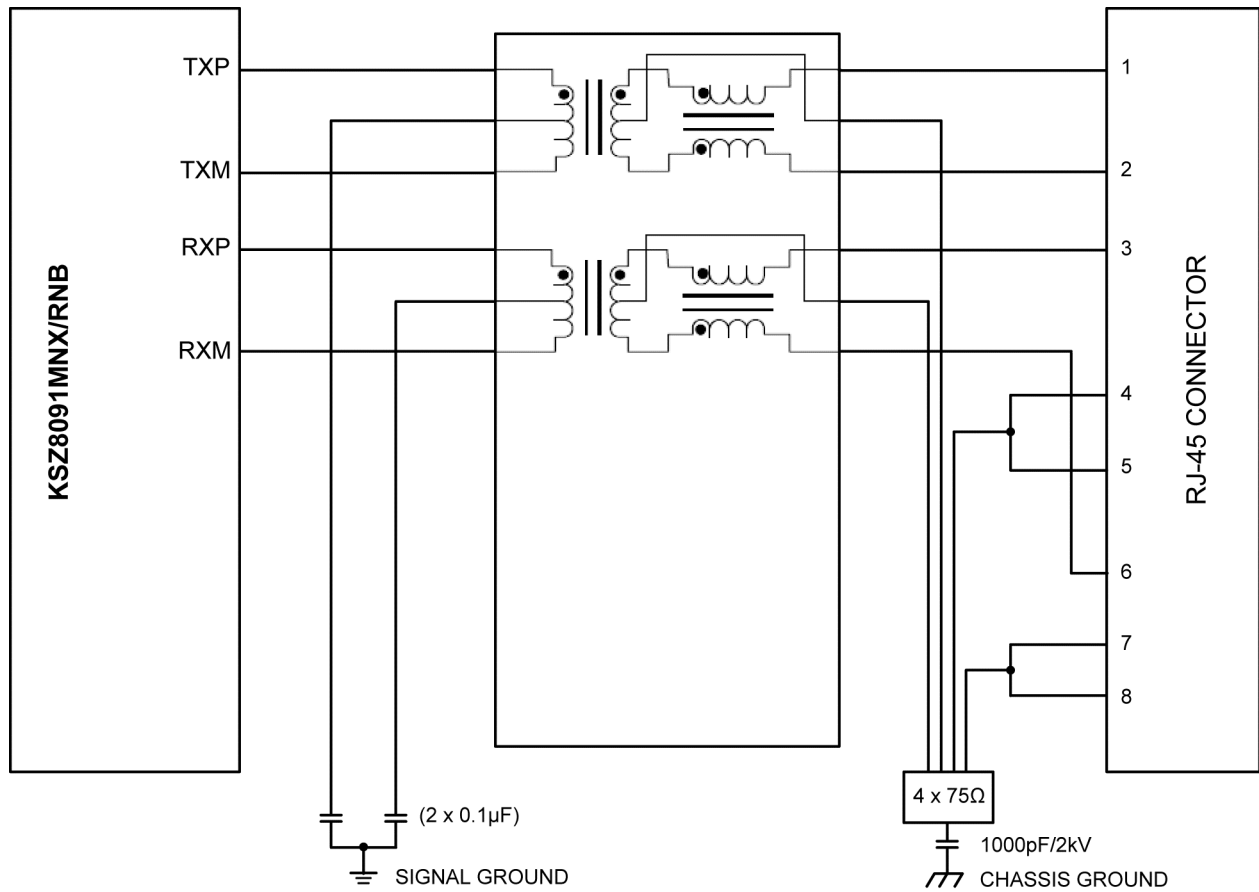 KSZ8091MNX/RNB
TXP
TXM
RXP
RXM
1
2
3
4
5
6
7
8
RJ-45 CONNECTOR
(2 x 0.1µF)
SIGNAL GROUND
4 x 75Ω
1000pF/2kV
CHASSIS GROUND